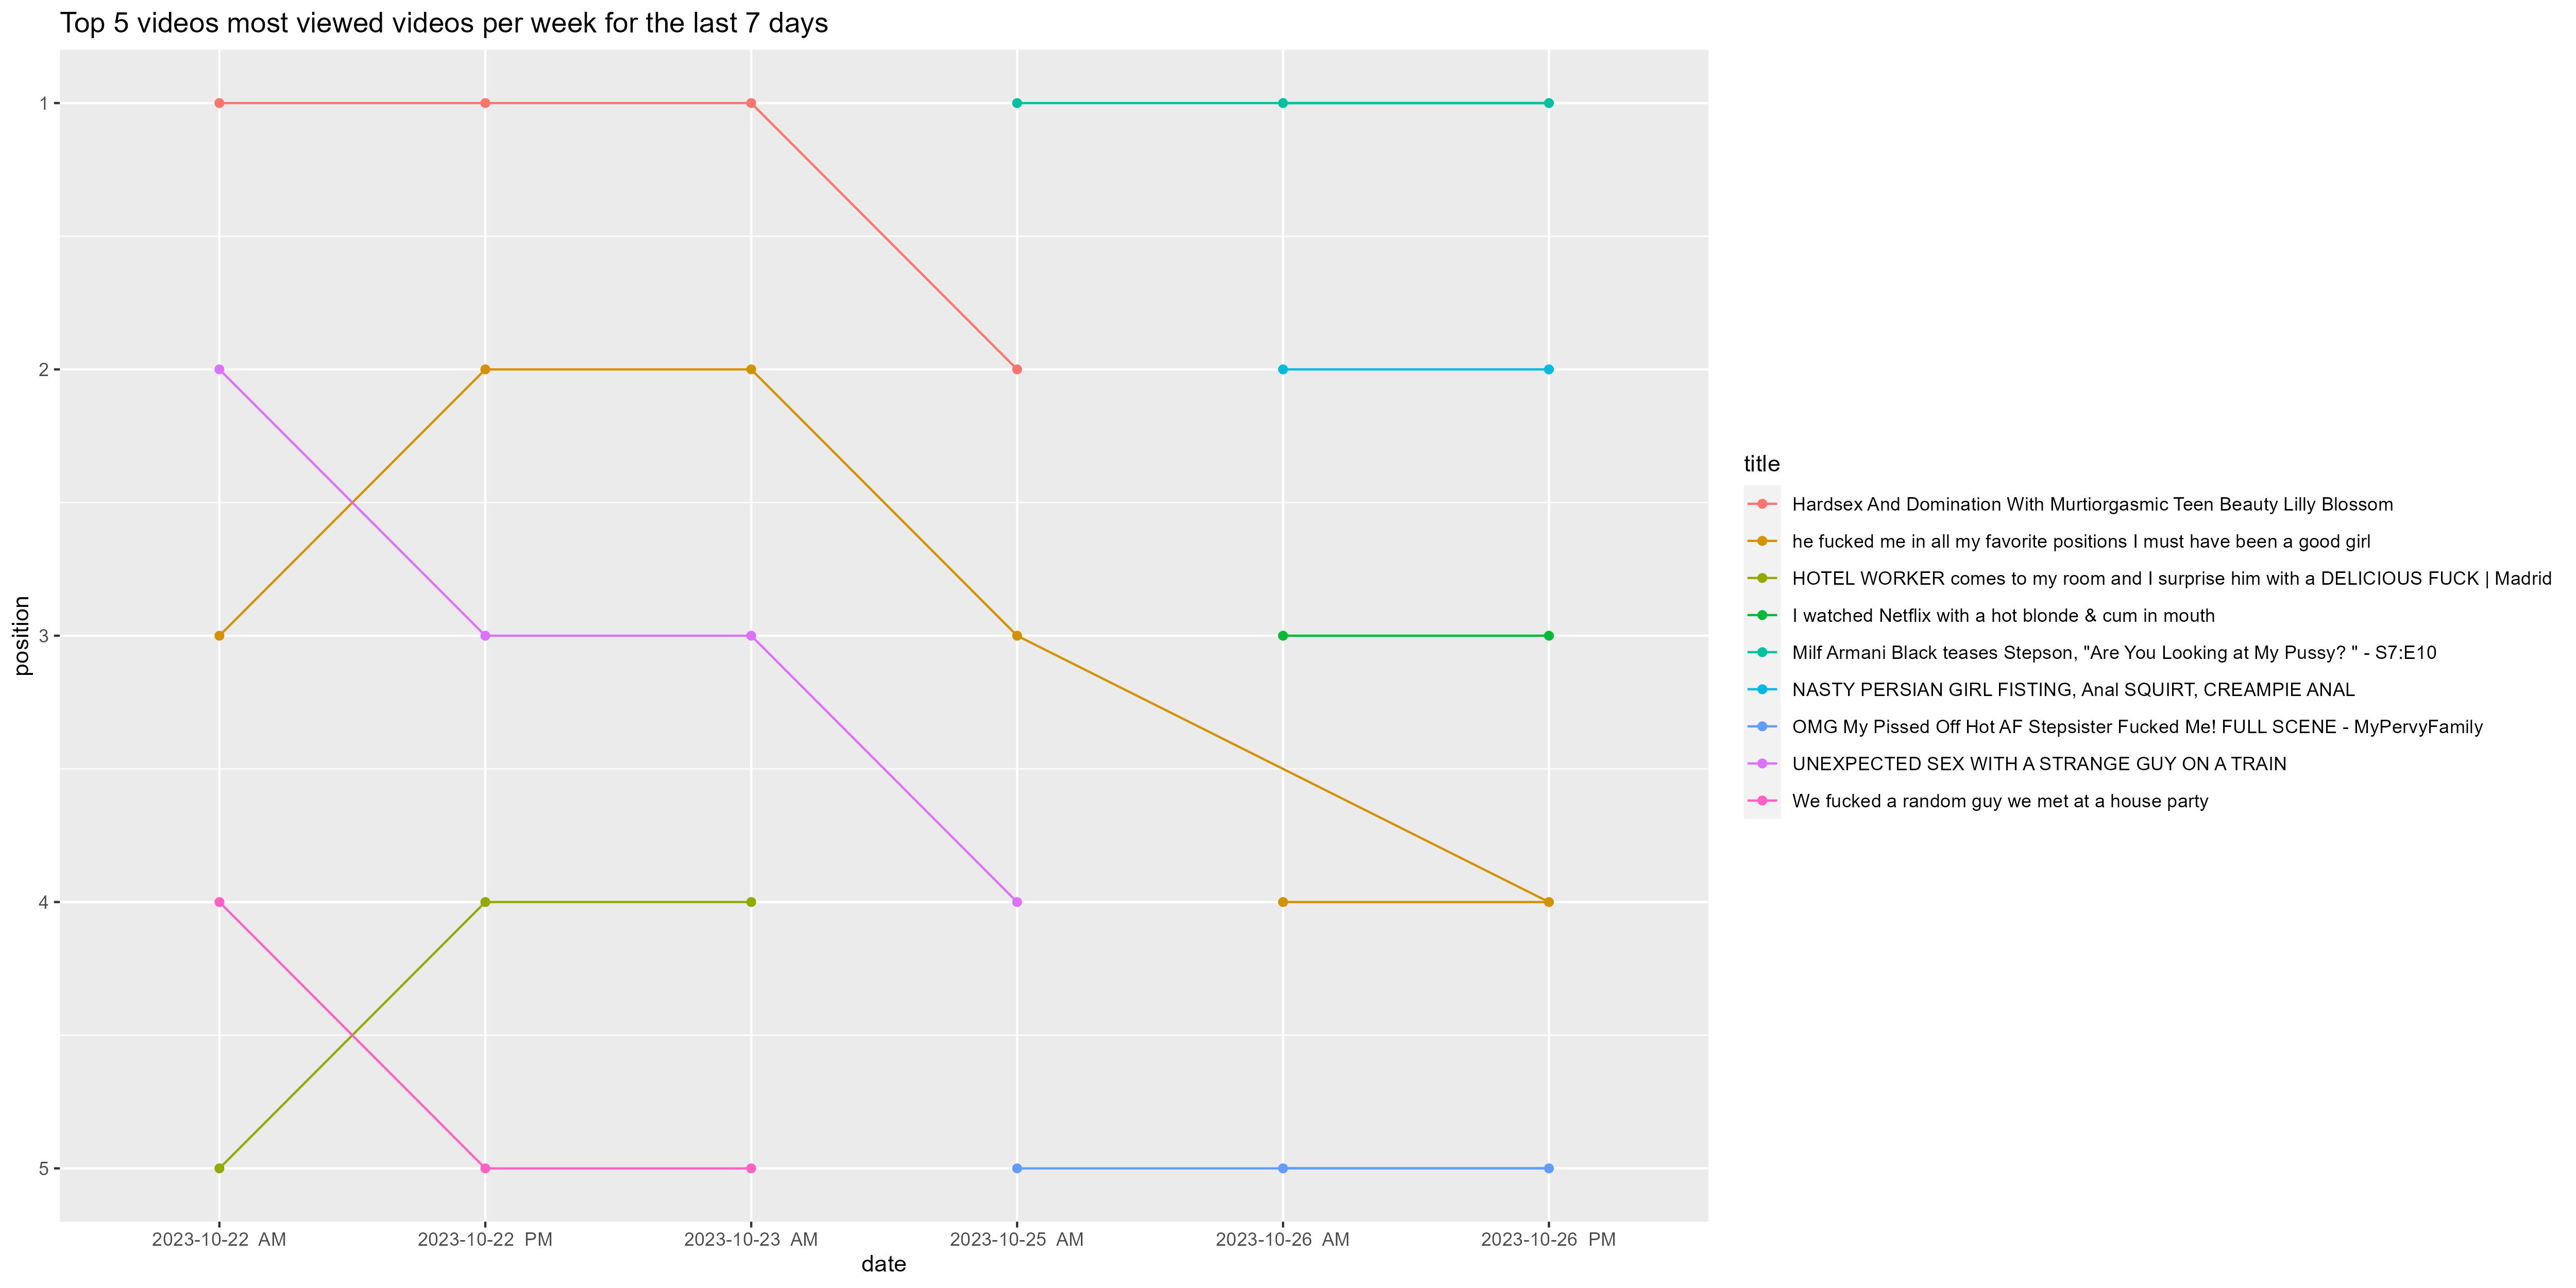 Top 5 videos most viewed videos per week for the last 7 days
position
1
2
3
4
5
2023-10-22 AM
2023-10-22 PM
2023-10-23 AM
2023-10-25 AM
2023-10-26 AM
2023-10-26 PM
date
title
Hardsex And Domination With Murtiorgasmic Teen Beauty Lilly Blossom
he fucked me in all my favorite positions I must have been a good girl
HOTEL WORKER comes to my room and I surprise him with a DELICIOUS FUCK | Madrid
I watched Netflix with a hot blonde & cum in mouth
Milf Armani Black teases Stepson, "Are You Looking at My Pussy? " - S7:E10
NASTY PERSIAN GIRL FISTING, Anal SQUIRT, CREAMPIE ANAL
OMG My Pissed Off Hot AF Stepsister Fucked Me! FULL SCENE - MyPervyFamily
UNEXPECTED SEX WITH A STRANGE GUY ON A TRAIN
We fucked a random guy we met at a house party